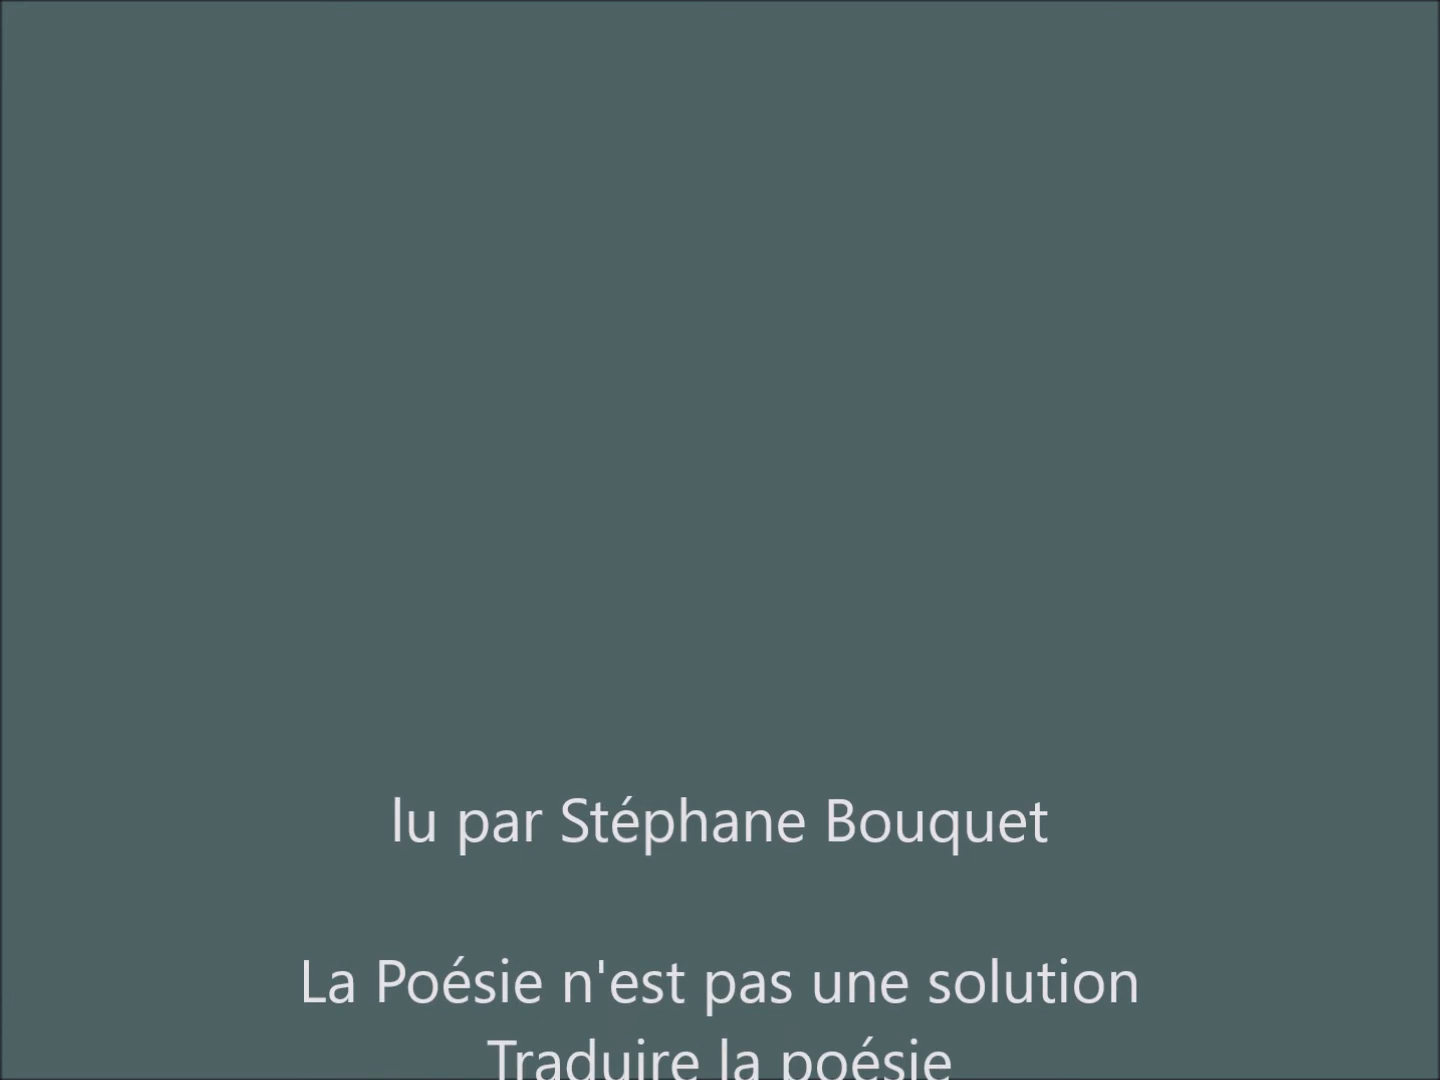 lu par Stéphane Bouquet
La Poésie n'est pas une solution
Traduire la poésie